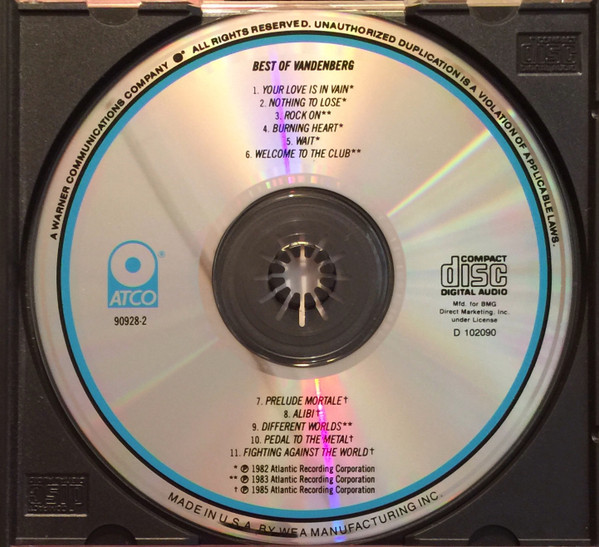 A WARNER COMMUNICATIONS COMPANY ●* ALL RIGHTS RESERVED. UNAUTHORIZED DUPLICATION IS A VIOLATION OF APPLICABLE LAWS.
BEST OF VANDENBERG
1. YOUR LOVE IS IN VAIN*
2. NOTHING TO LOSE*
3. ROCK ON**
4. BURNING HEART*
5. WAIT*
6. WELCOME TO THE CLUB**
ATCO®
90928-2
COMPACT
disc
DIGITAL AUDIO
Mfd. for BMG
Direct Marketing, Inc.
under License
D 102090
7. PRELUDE MORTALE†
8. ALIBI†
9. DIFFERENT WORLDS**
10. PEDAL TO THE METAL†
11. FIGHTING AGAINST THE WORLD†
* ℗ 1982 Atlantic Recording Corporation
** ℗ 1983 Atlantic Recording Corporation
† ℗ 1985 Atlantic Recording Corporation
MADE IN U.S.A. BY WEA MANUFACTURING INC.